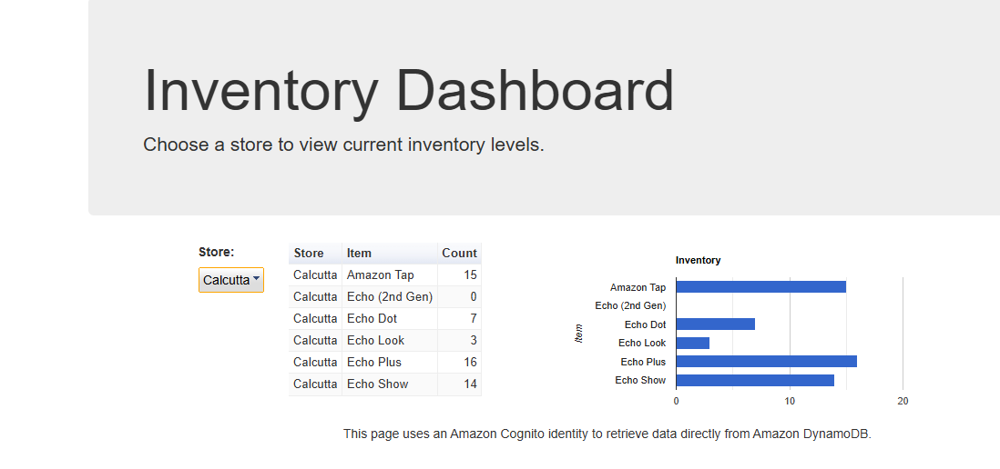 Inventory Dashboard
Choose a store to view current inventory levels.
Store:
Calcutta
Store Item Count
Calcutta Amazon Tap 15
Calcutta Echo (2nd Gen) 0
Calcutta Echo Dot 7
Calcutta Echo Look 3
Calcutta Echo Plus 16
Calcutta Echo Show 14
Inventory
Item
Amazon Tap
Echo (2nd Gen)
Echo Dot
Echo Look
Echo Plus
Echo Show
0 10 20
This page uses an Amazon Cognito identity to retrieve data directly from Amazon DynamoDB.